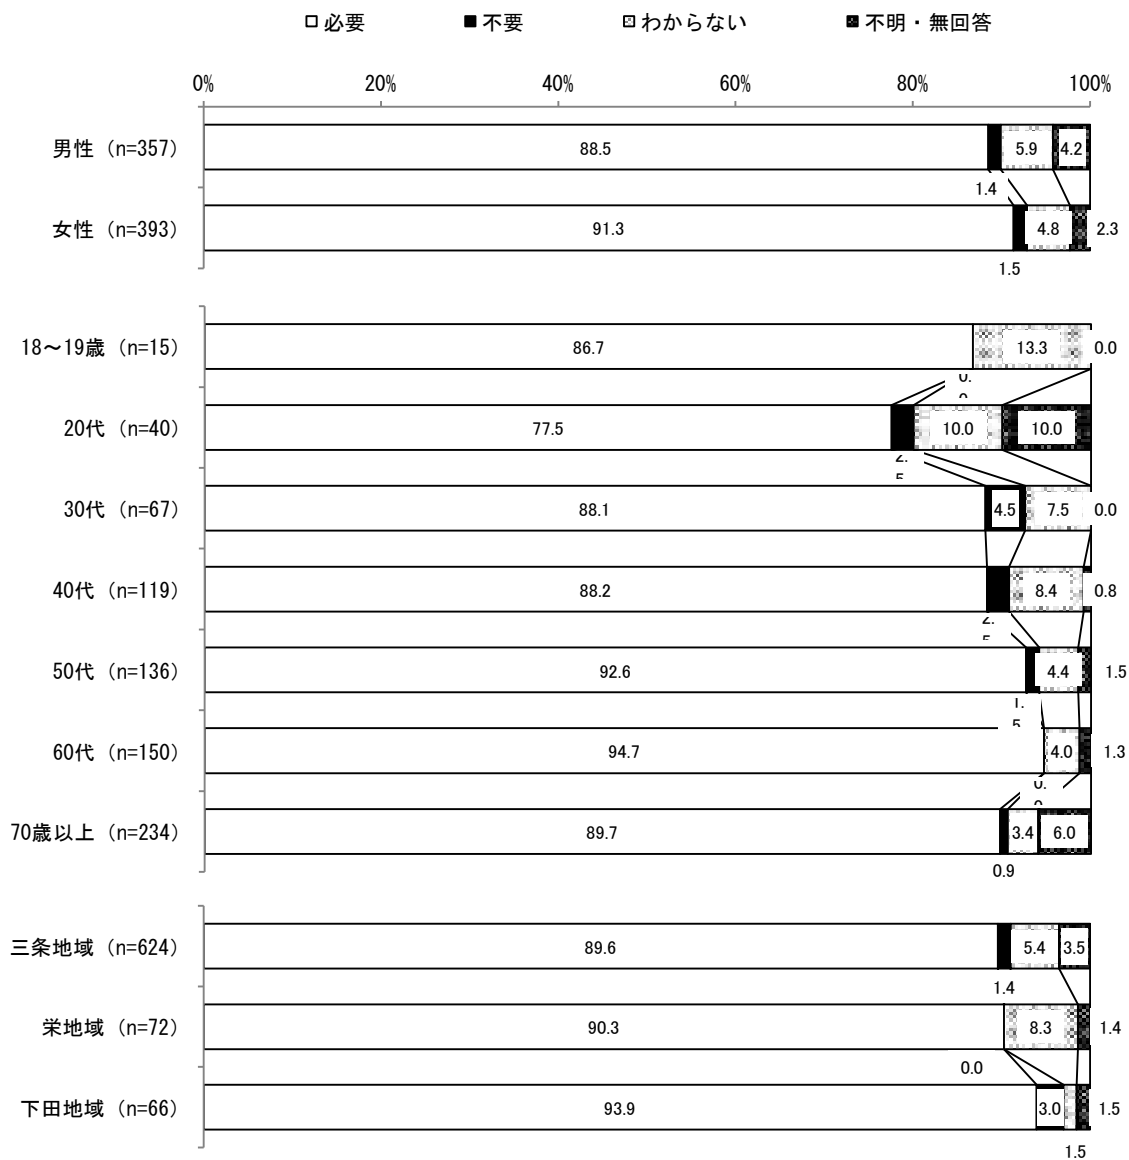 必要 不要 わからない 不明・無回答
0% 20% 40% 60% 80% 100%
男性（n=357） 88.5 5.9 4.2
1.4
女性（n=393） 91.3 4.8 2.3
1.5
18～19歳（n=15） 86.7 13.3 0.0
20代（n=40） 77.5 10.0 10.0
30代（n=67） 88.1 4.5 7.5 0.0
40代（n=119） 88.2 8.4 0.8
50代（n=136） 92.6 4.4 1.5
60代（n=150） 94.7 4.0 1.3
70歳以上（n=234） 89.7 3.4 6.0
0.9
三条地域（n=624） 89.6 5.4 3.5
1.4
栄地域（n=72） 90.3 8.3 1.4
0.0
下田地域（n=66） 93.9 3.0 1.5
1.5